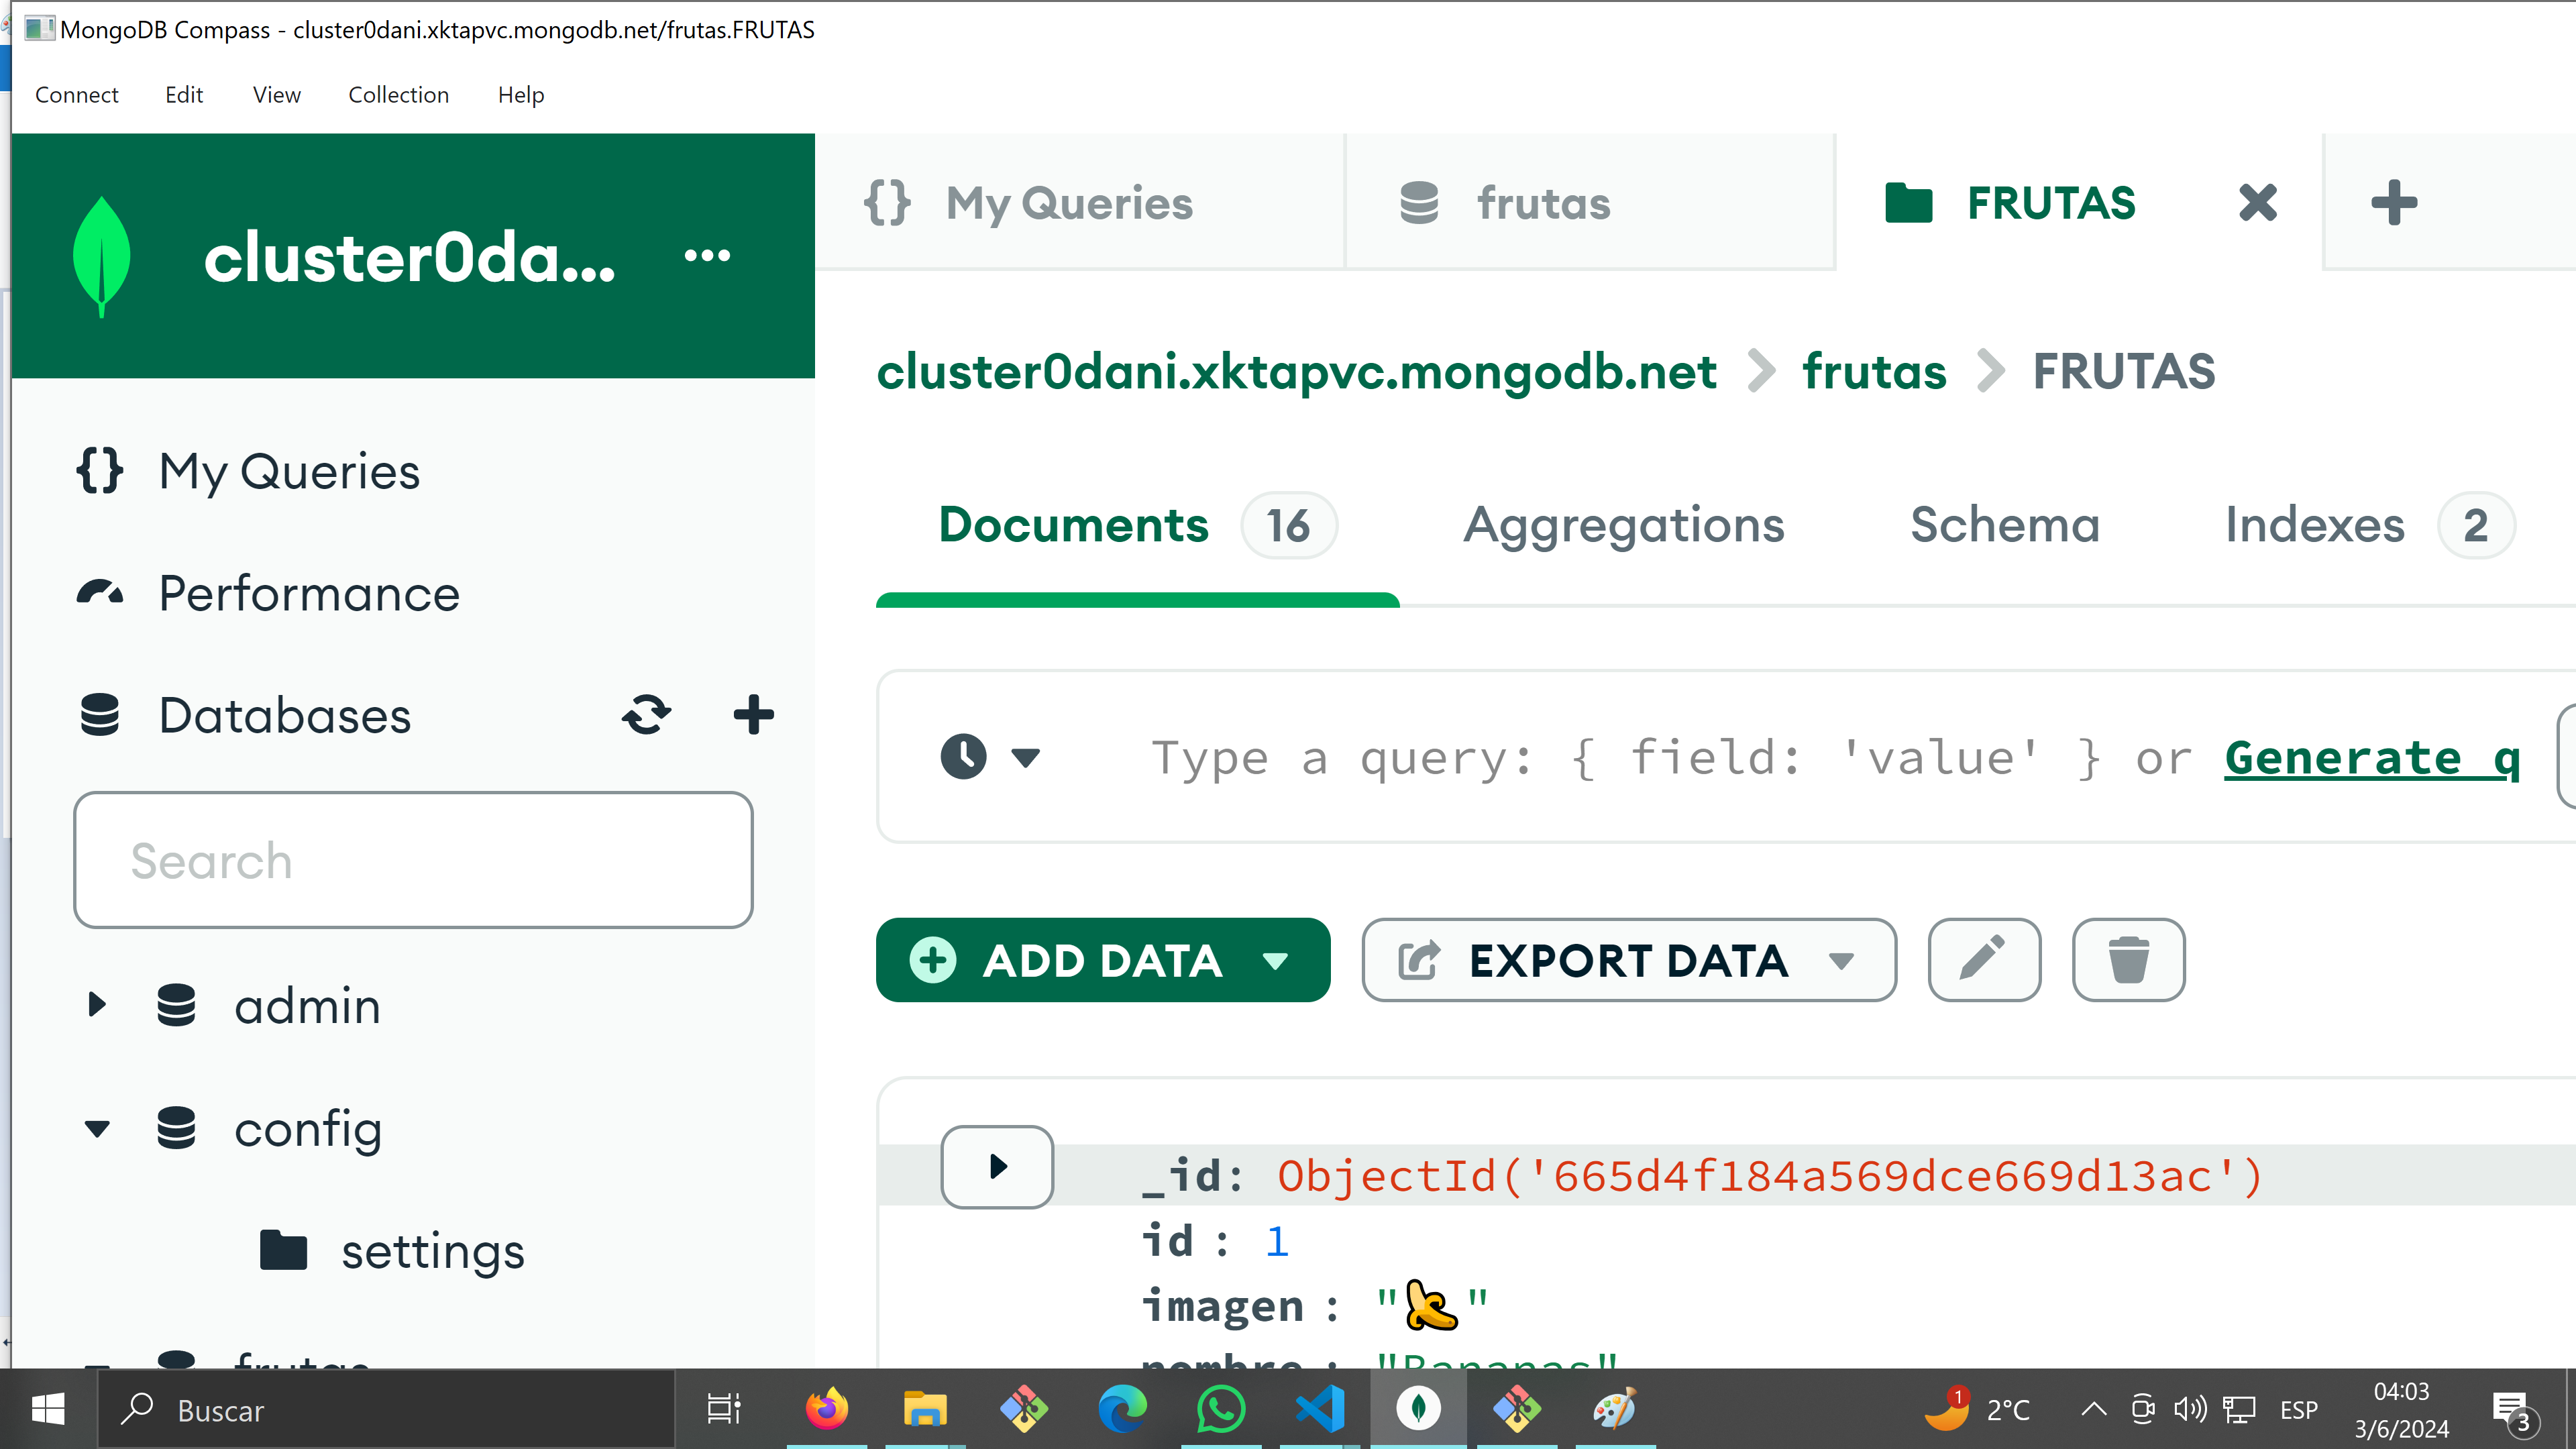 MongoDB Compass - cluster0dani.xktapvc.mongodb.net/frutas.FRUTAS
Connect Edit View Collection Help
cluster0da... •••
{} My Queries
frutas
FRUTAS
cluster0dani.xktapvc.mongodb.net > frutas > FRUTAS
{} My Queries
Performance
Databases
Search
admin
config
settings
frutas
Documents 16 Aggregations Schema Indexes 2
Type a query: { field: 'value' } or Generate q
ADD DATA EXPORT DATA
_id: ObjectId('665d4f184a569dce669d13ac')
id : 1
imagen : "🍌"
nombre : "Bananas"
Buscar
1 2°C
ESP
04:03
3/6/2024
3